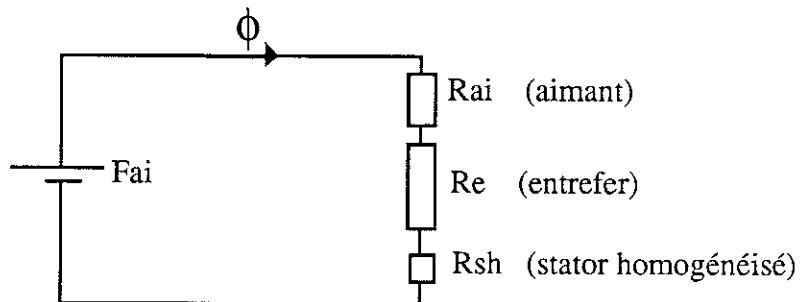 ϕ
Rai (aimant)
Fai
Re (entrefer)
Rsh (stator homogénéisé)